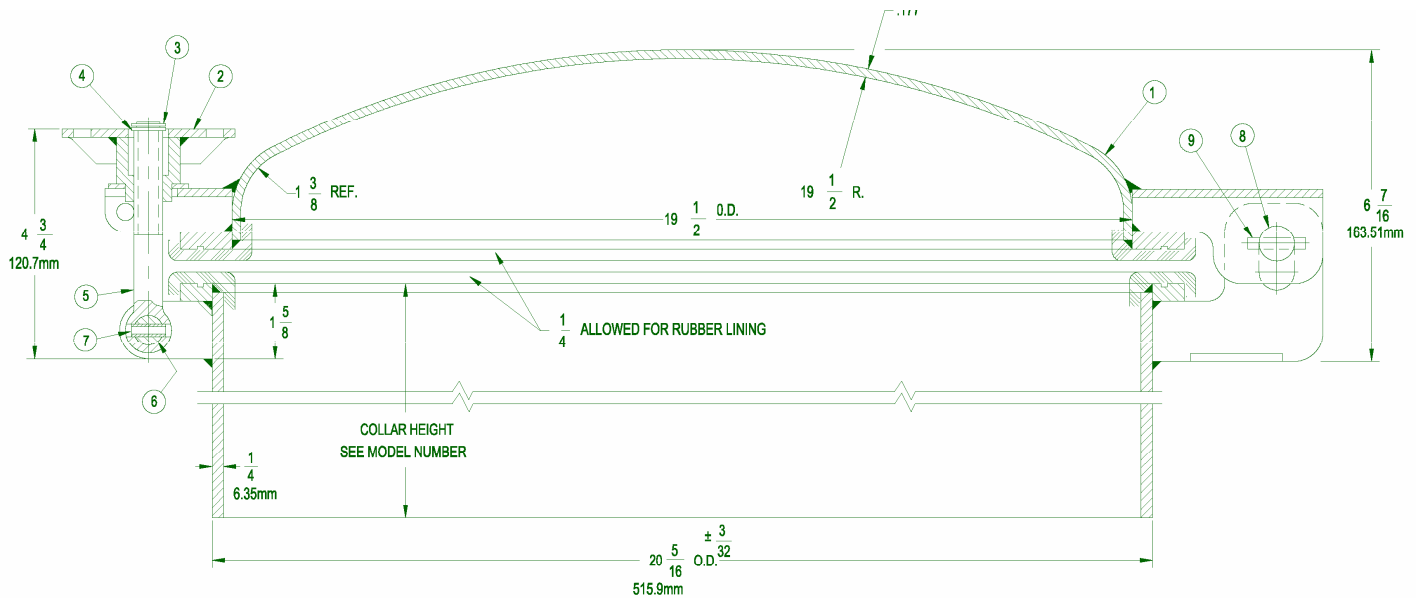 3
4
2
1
9
8
1 3/8 REF.
19 1/2 R.
19 1/2 O.D.
4 3/4
120.7mm
6 7/16
163.51mm
5
1 5/8
1/4 ALLOWED FOR RUBBER LINING
7
6
COLLAR HEIGHT
SEE MODEL NUMBER
1/4
6.35mm
± 3/32
20 5/16 O.D.
515.9mm